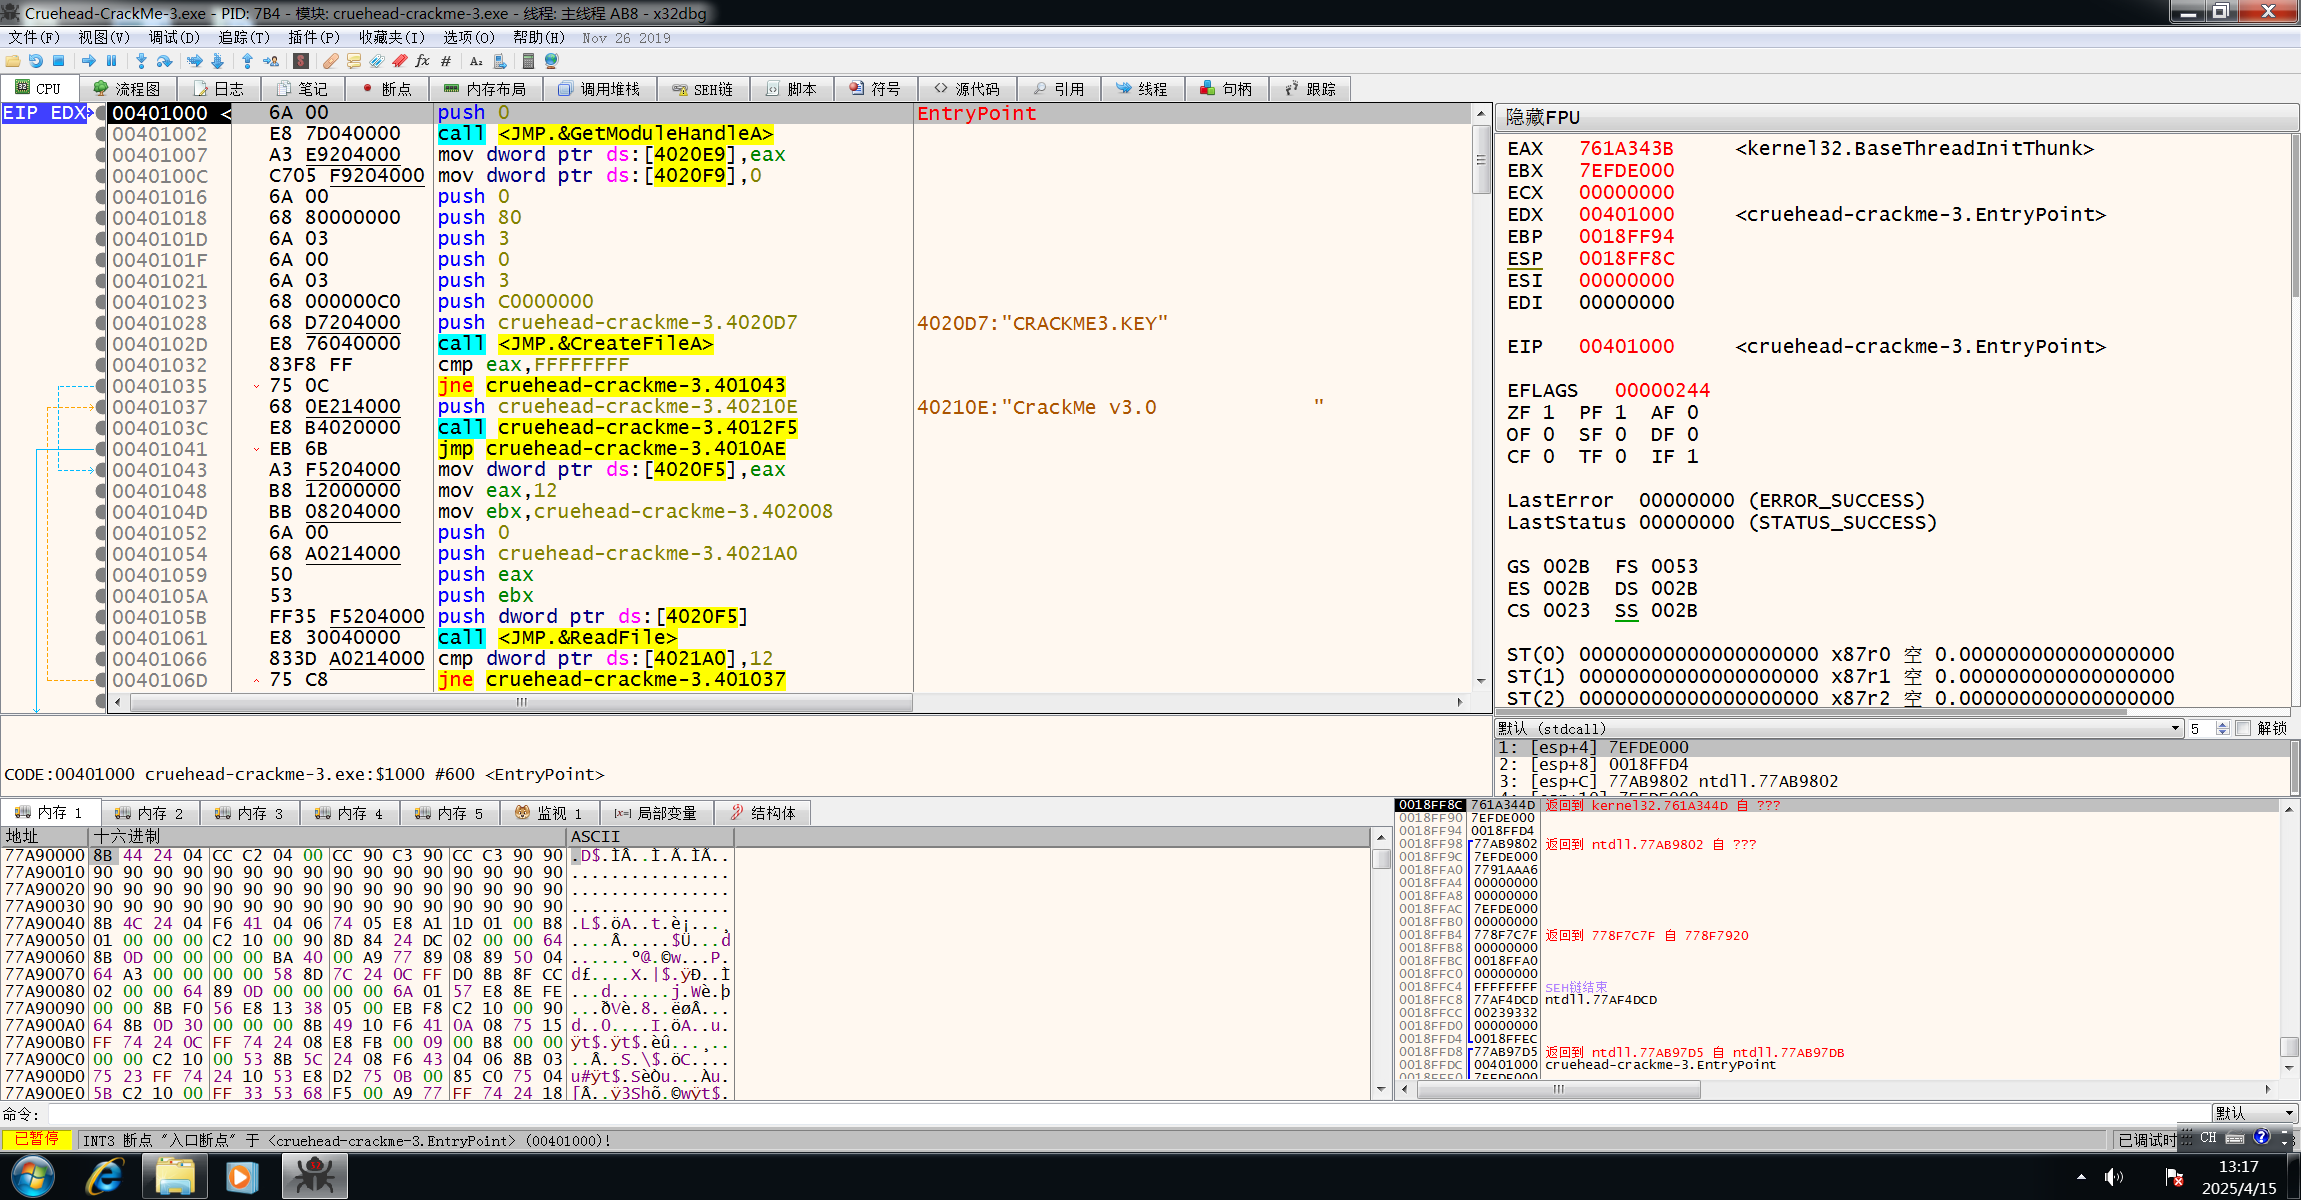 Cruehead-CrackMe-3.exe - PID: 7B4 - 模块: cruehead-crackme-3.exe - 线程: 主线程 AB8 - x32dbg
文件(F) 视图(V) 调试(D) 追踪(T) 插件(P) 收藏夹(I) 选项(O) 帮助(H) Nov 26 2019
CPU 流程图 日志 笔记 断点 内存布局 调用堆栈 SEH链 脚本 符号 源代码 引用 线程 句柄 跟踪
EIP EDX
00401000 < 6A 00 push 0 EntryPoint
00401002 E8 7D040000 call <JMP.&GetModuleHandleA>
00401007 A3 E9204000 mov dword ptr ds:[4020E9],eax
0040100C C705 F9204000 mov dword ptr ds:[4020F9],0
00401016 6A 00 push 0
00401018 68 80000000 push 80
0040101D 6A 03 push 3
0040101F 6A 00 push 0
00401021 6A 03 push 3
00401023 68 000000C0 push C0000000
00401028 68 D7204000 push cruehead-crackme-3.4020D7 4020D7:"CRACKME3.KEY"
0040102D E8 76040000 call <JMP.&CreateFileA>
00401032 83F8 FF cmp eax,FFFFFFFF
00401035 75 0C jne cruehead-crackme-3.401043
00401037 68 0E214000 push cruehead-crackme-3.40210E 40210E:"CrackMe v3.0             "
0040103C E8 B4020000 call cruehead-crackme-3.4012F5
00401041 EB 6B jmp cruehead-crackme-3.4010AE
00401043 A3 F5204000 mov dword ptr ds:[4020F5],eax
00401048 B8 12000000 mov eax,12
0040104D BB 08204000 mov ebx,cruehead-crackme-3.402008
00401052 6A 00 push 0
00401054 68 A0214000 push cruehead-crackme-3.4021A0
00401059 50 push eax
0040105A 53 push ebx
0040105B FF35 F5204000 push dword ptr ds:[4020F5]
00401061 E8 30040000 call <JMP.&ReadFile>
00401066 833D A0214000 cmp dword ptr ds:[4021A0],12
0040106D 75 C8 jne cruehead-crackme-3.401037
CODE:00401000 cruehead-crackme-3.exe:$1000 #600 <EntryPoint>
隐藏FPU
EAX 761A343B <kernel32.BaseThreadInitThunk>
EBX 7EFDE000
ECX 00000000
EDX 00401000 <cruehead-crackme-3.EntryPoint>
EBP 0018FF94
ESP 0018FF8C
ESI 00000000
EDI 00000000
EIP 00401000 <cruehead-crackme-3.EntryPoint>
EFLAGS 00000244
ZF 1 PF 1 AF 0
OF 0 SF 0 DF 0
CF 0 TF 0 IF 1
LastError 00000000 (ERROR_SUCCESS)
LastStatus 00000000 (STATUS_SUCCESS)
GS 002B FS 0053
ES 002B DS 002B
CS 0023 SS 002B
ST(0) 00000000000000000000 x87r0 空 0.000000000000000000
ST(1) 00000000000000000000 x87r1 空 0.000000000000000000
ST(2) 00000000000000000000 x87r2 空 0.000000000000000000
默认 (stdcall) 5 解锁
1: [esp+4] 7EFDE000
2: [esp+8] 0018FFD4
3: [esp+C] 77AB9802 ntdll.77AB9802
内存 1 内存 2 内存 3 内存 4 内存 5 监视 1 局部变量 结构体
地址 十六进制 ASCII
77A90000 8B 44 24 04 CC C2 04 00 CC 90 C3 90 CC C3 90 90 .D$.ÌÂ..Ì.Ã.ÌÃ..
77A90010 90 90 90 90 90 90 90 90 90 90 90 90 90 90 90 90 ................
77A90020 90 90 90 90 90 90 90 90 90 90 90 90 90 90 90 90 ................
77A90030 90 90 90 90 90 90 90 90 90 90 90 90 90 90 90 90 ................
77A90040 8B 4C 24 04 F6 41 04 06 74 05 E8 A1 1D 01 00 B8 .L$.öA..t.è¡...¸
77A90050 01 00 00 00 C2 10 00 90 8D 84 24 DC 02 00 00 64 ....Â.....$Ü...d
77A90060 8B 0D 00 00 00 00 BA 40 00 A9 77 89 08 89 50 04 ......º@.©w...P.
77A90070 64 A3 00 00 00 00 58 8D 7C 24 0C FF D0 8B 8F CC d£....X.|$.ÿÐ..Ì
77A90080 02 00 00 64 89 0D 00 00 00 00 6A 01 57 E8 8E FE ...d......j.Wè.þ
77A90090 00 00 8B F0 56 E8 13 38 05 00 EB F8 C2 10 00 90 ...ðVè.8..ëøÂ...
77A900A0 64 8B 0D 30 00 00 00 8B 49 10 F6 41 0A 08 75 15 d..0....I.öA..u.
77A900B0 FF 74 24 0C FF 74 24 08 E8 FB 00 09 00 B8 00 00 ÿt$.ÿt$.èû...¸..
77A900C0 00 00 C2 10 00 53 8B 5C 24 08 F6 43 04 06 8B 03 ..Â..S.\$.öC....
77A900D0 75 23 FF 74 24 10 53 E8 D2 75 0B 00 85 C0 75 04 u#ÿt$.SèÒu...Àu.
77A900E0 5B C2 10 00 FF 33 53 68 F5 00 A9 77 FF 74 24 18 [Â..ÿ3Shõ.©wÿt$.
0018FF8C 761A344D 返回到 kernel32.761A344D 自 ???
0018FF90 7EFDE000
0018FF94 0018FFD4
0018FF98 77AB9802 返回到 ntdll.77AB9802 自 ???
0018FF9C 7EFDE000
0018FFA0 7791AAA6
0018FFA4 00000000
0018FFA8 00000000
0018FFAC 7EFDE000
0018FFB0 00000000
0018FFB4 778F7C7F 返回到 778F7C7F 自 778F7920
0018FFB8 00000000
0018FFBC 0018FFA0
0018FFC0 00000000
0018FFC4 FFFFFFFF SEH链结束
0018FFC8 77AF4DCD ntdll.77AF4DCD
0018FFCC 00239332
0018FFD0 00000000
0018FFD4 0018FFEC
0018FFD8 77AB97D5 返回到 ntdll.77AB97D5 自 ntdll.77AB97DB
0018FFDC 00401000 cruehead-crackme-3.EntryPoint
命令: 默认
已暂停 INT3 断点 "入口断点" 于 <cruehead-crackme-3.EntryPoint> (00401000)! 已调试时 CH
13:17
2025/4/15